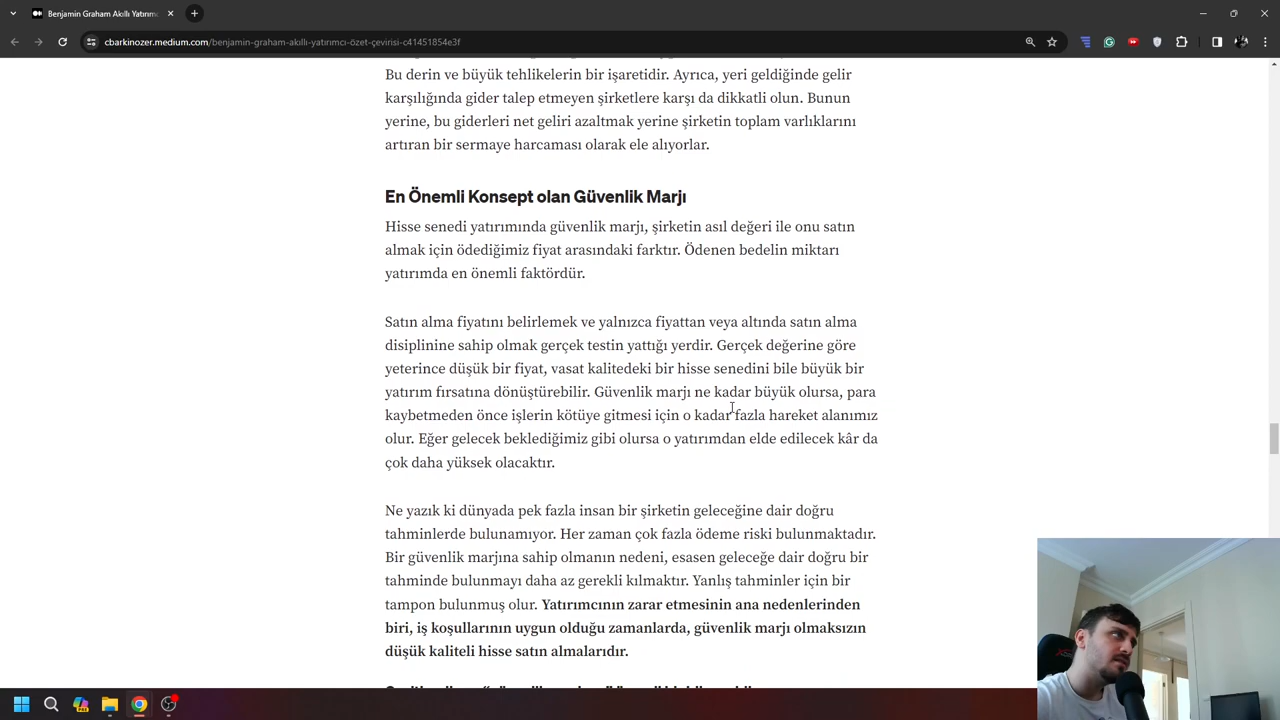 Benjamin Graham Akıllı Yatırımc
cbarkinozer.medium.com/benjamin-graham-akıllı-yatırımcı-özet-çevirisi-c41451854e3f
Bu derin ve büyük tehlikelerin bir işaretidir. Ayrıca, yeri geldiğinde gelir
karşılığında gider talep etmeyen şirketlere karşı da dikkatli olun. Bunun
yerine, bu giderleri net geliri azaltmak yerine şirketin toplam varlıklarını
artıran bir sermaye harcaması olarak ele alıyorlar.
En Önemli Konsept olan Güvenlik Marjı
Hisse senedi yatırımında güvenlik marjı, şirketin asıl değeri ile onu satın
almak için ödediğimiz fiyat arasındaki farktır. Ödenen bedelin miktarı
yatırımda en önemli faktördür.
Satın alma fiyatını belirlemek ve yalnızca fiyattan veya altında satın alma
disiplinine sahip olmak gerçek testin yattığı yerdir. Gerçek değerine göre
yeterince düşük bir fiyat, vasat kalitedeki bir hisse senedini bile büyük bir
yatırım fırsatına dönüştürebilir. Güvenlik marjı ne kadar büyük olursa, para
kaybetmeden önce işlerin kötüye gitmesi için o kadar fazla hareket alanımız
olur. Eğer gelecek beklediğimiz gibi olursa o yatırımdan elde edilecek kâr da
çok daha yüksek olacaktır.
Ne yazık ki dünyada pek fazla insan bir şirketin geleceğine dair doğru
tahminlerde bulunamıyor. Her zaman çok fazla ödeme riski bulunmaktadır.
Bir güvenlik marjına sahip olmanın nedeni, esasen geleceğe dair doğru bir
tahminde bulunmayı daha az gerekli kılmaktır. Yanlış tahminler için bir
tampon bulunmuş olur. Yatırımcının zarar etmesinin ana nedenlerinden
biri, iş koşullarının uygun olduğu zamanlarda, güvenlik marjı olmaksızın
düşük kaliteli hisse satın almalarıdır.